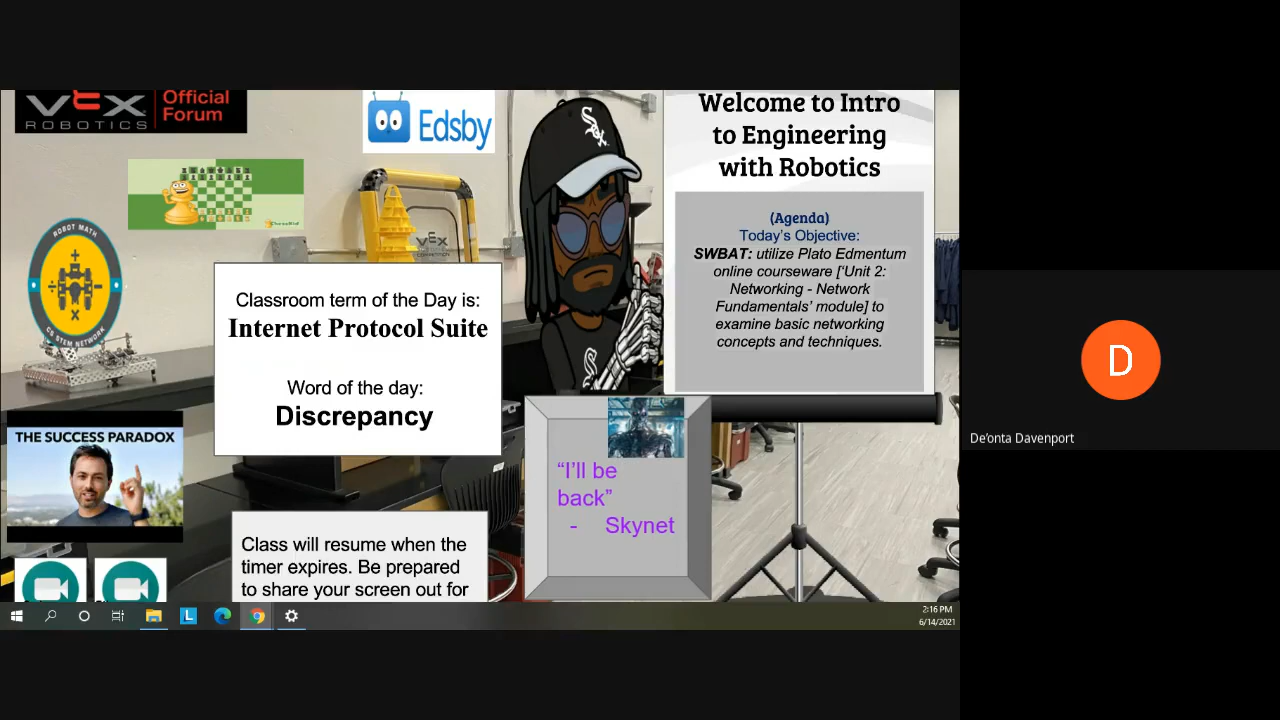 VEX
ROBOTICS
Official
Forum
Edsby
ROBOT MATH
CS STEM NETWORK
VEX
Sox
Sox
Welcome to Intro
to Engineering
with Robotics
(Agenda)
Today's Objective:
SWBAT: utilize Plato Edmentum
online courseware ['Unit 2:
Networking - Network
Fundamentals' module] to
examine basic networking
concepts and techniques.
Classroom term of the Day is:
Internet Protocol Suite
Word of the day:
Discrepancy
THE SUCCESS PARADOX
"I'll be
back"
- Skynet
Class will resume when the
timer expires. Be prepared
to share your screen out for
L
2:16 PM
6/14/2021
D
De'onta Davenport